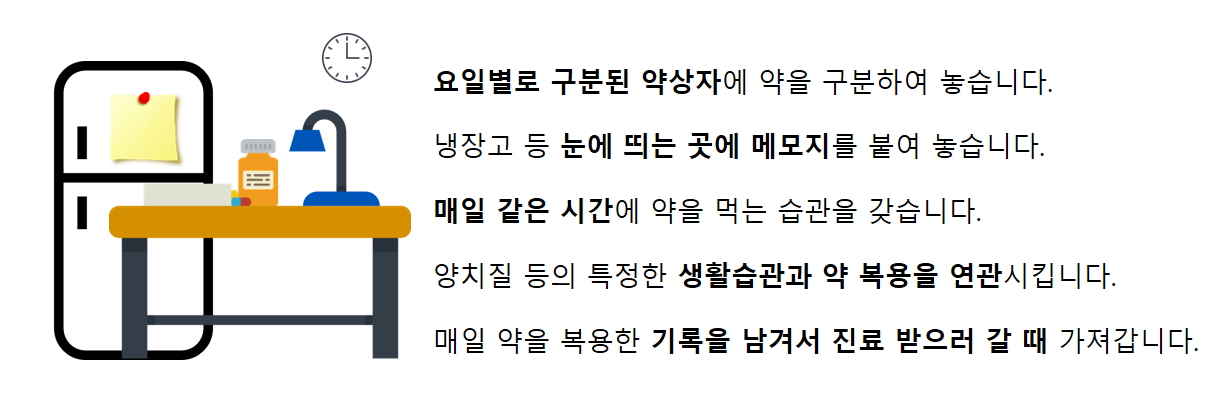 요일별로 구분된 약상자에 약을 구분하여 놓습니다.
냉장고 등 눈에 띄는 곳에 메모지를 붙여 놓습니다.
매일 같은 시간에 약을 먹는 습관을 갖습니다.
양치질 등의 특정한 생활습관과 약 복용을 연관시킵니다.
매일 약을 복용한 기록을 남겨서 진료 받으러 갈 때 가져갑니다.